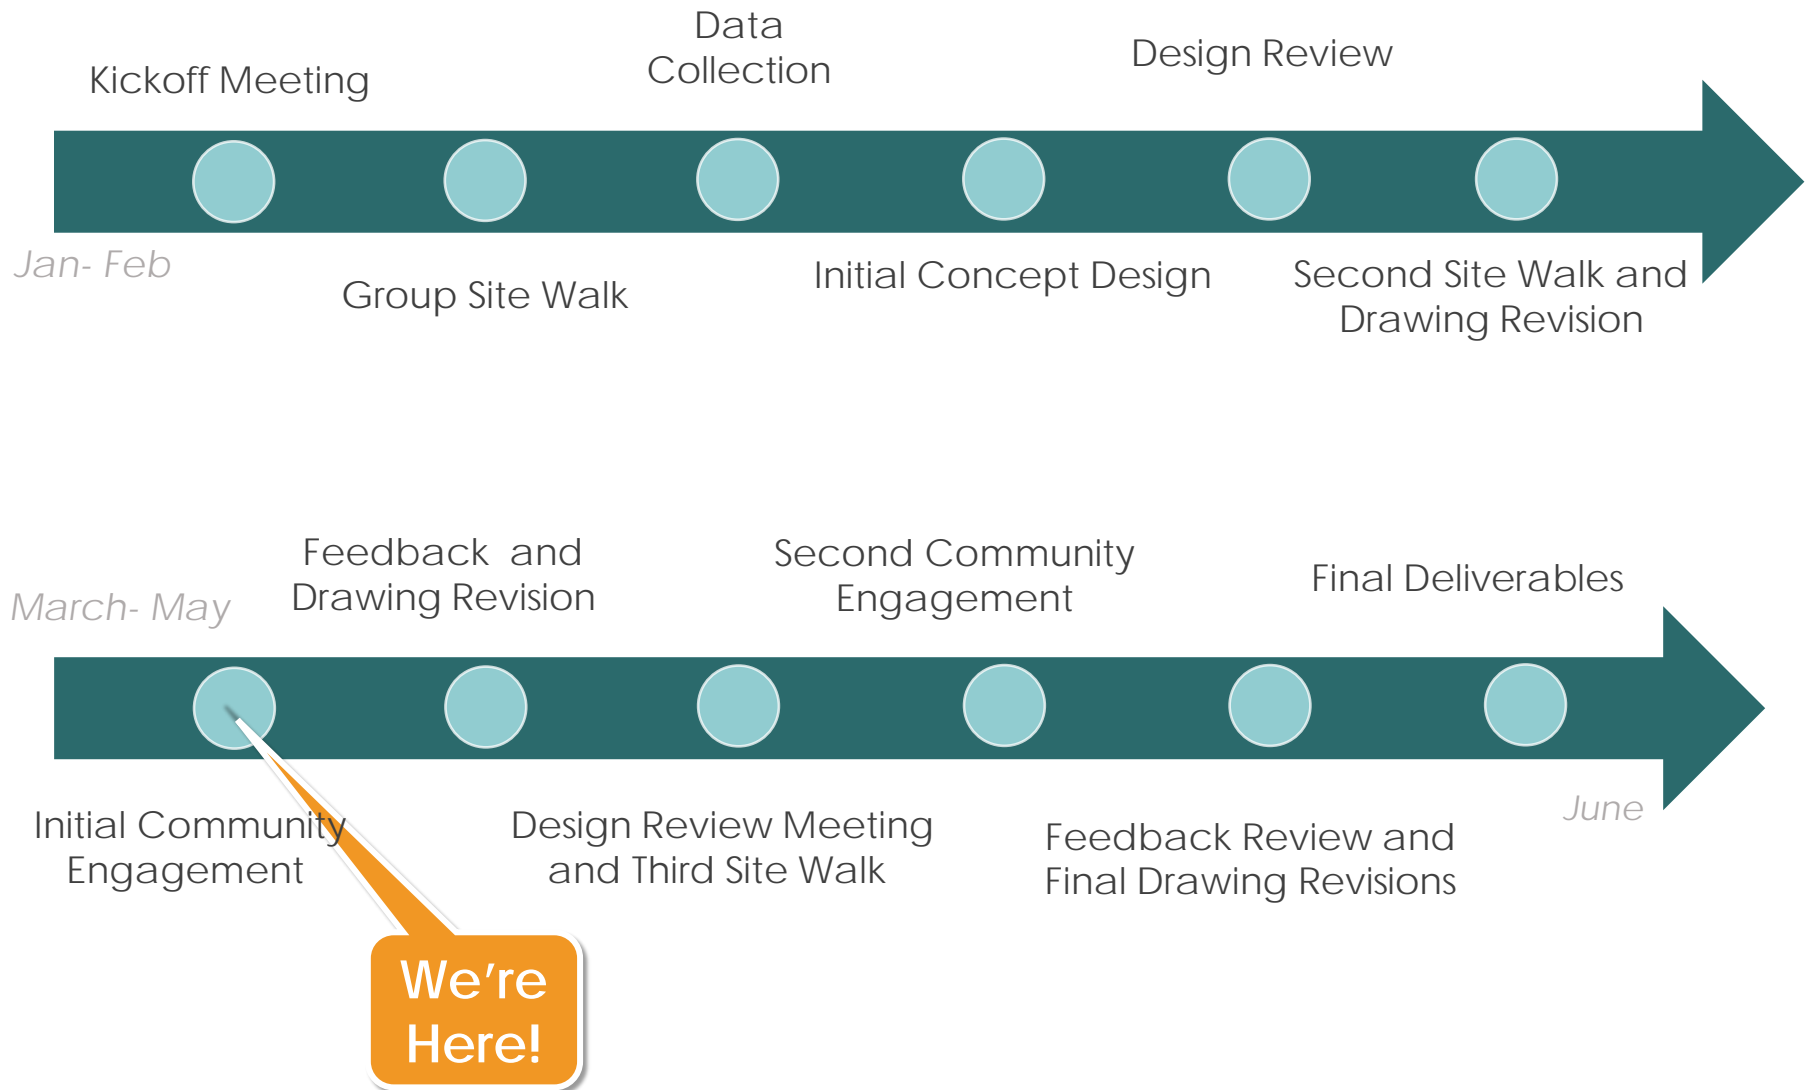 Kickoff Meeting
Data
Collection
Design Review
Jan- Feb
Group Site Walk
Initial Concept Design
Second Site Walk and
Drawing Revision
March- May
Feedback  and
Drawing Revision
Second Community
Engagement
Final Deliverables
Initial Community
Engagement
Design Review Meeting
and Third Site Walk
Feedback Review and
Final Drawing Revisions
June
We’re
Here!